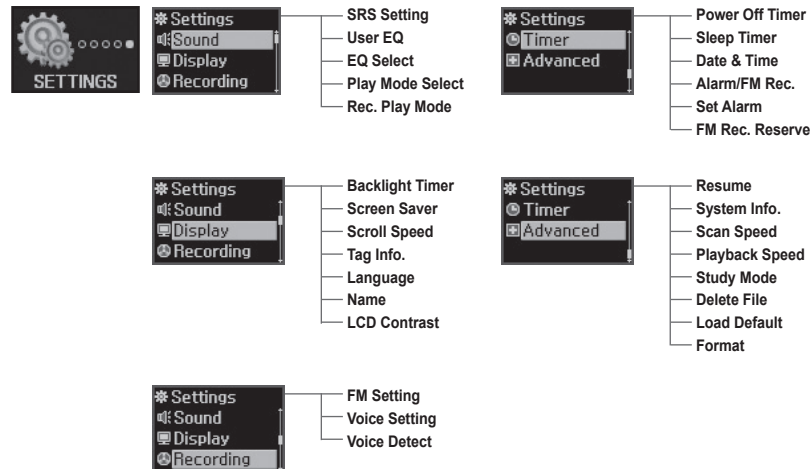 SETTINGS
Settings
Sound
Display
Recording
SRS Setting
User EQ
EQ Select
Play Mode Select
Rec. Play Mode
Settings
Timer
Advanced
Power Off Timer
Sleep Timer
Date & Time
Alarm/FM Rec.
Set Alarm
FM Rec. Reserve
Settings
Sound
Display
Recording
Backlight Timer
Screen Saver
Scroll Speed
Tag Info.
Language
Name
LCD Contrast
Settings
Timer
Advanced
Resume
System Info.
Scan Speed
Playback Speed
Study Mode
Delete File
Load Default
Format
Settings
Sound
Display
Recording
FM Setting
Voice Setting
Voice Detect